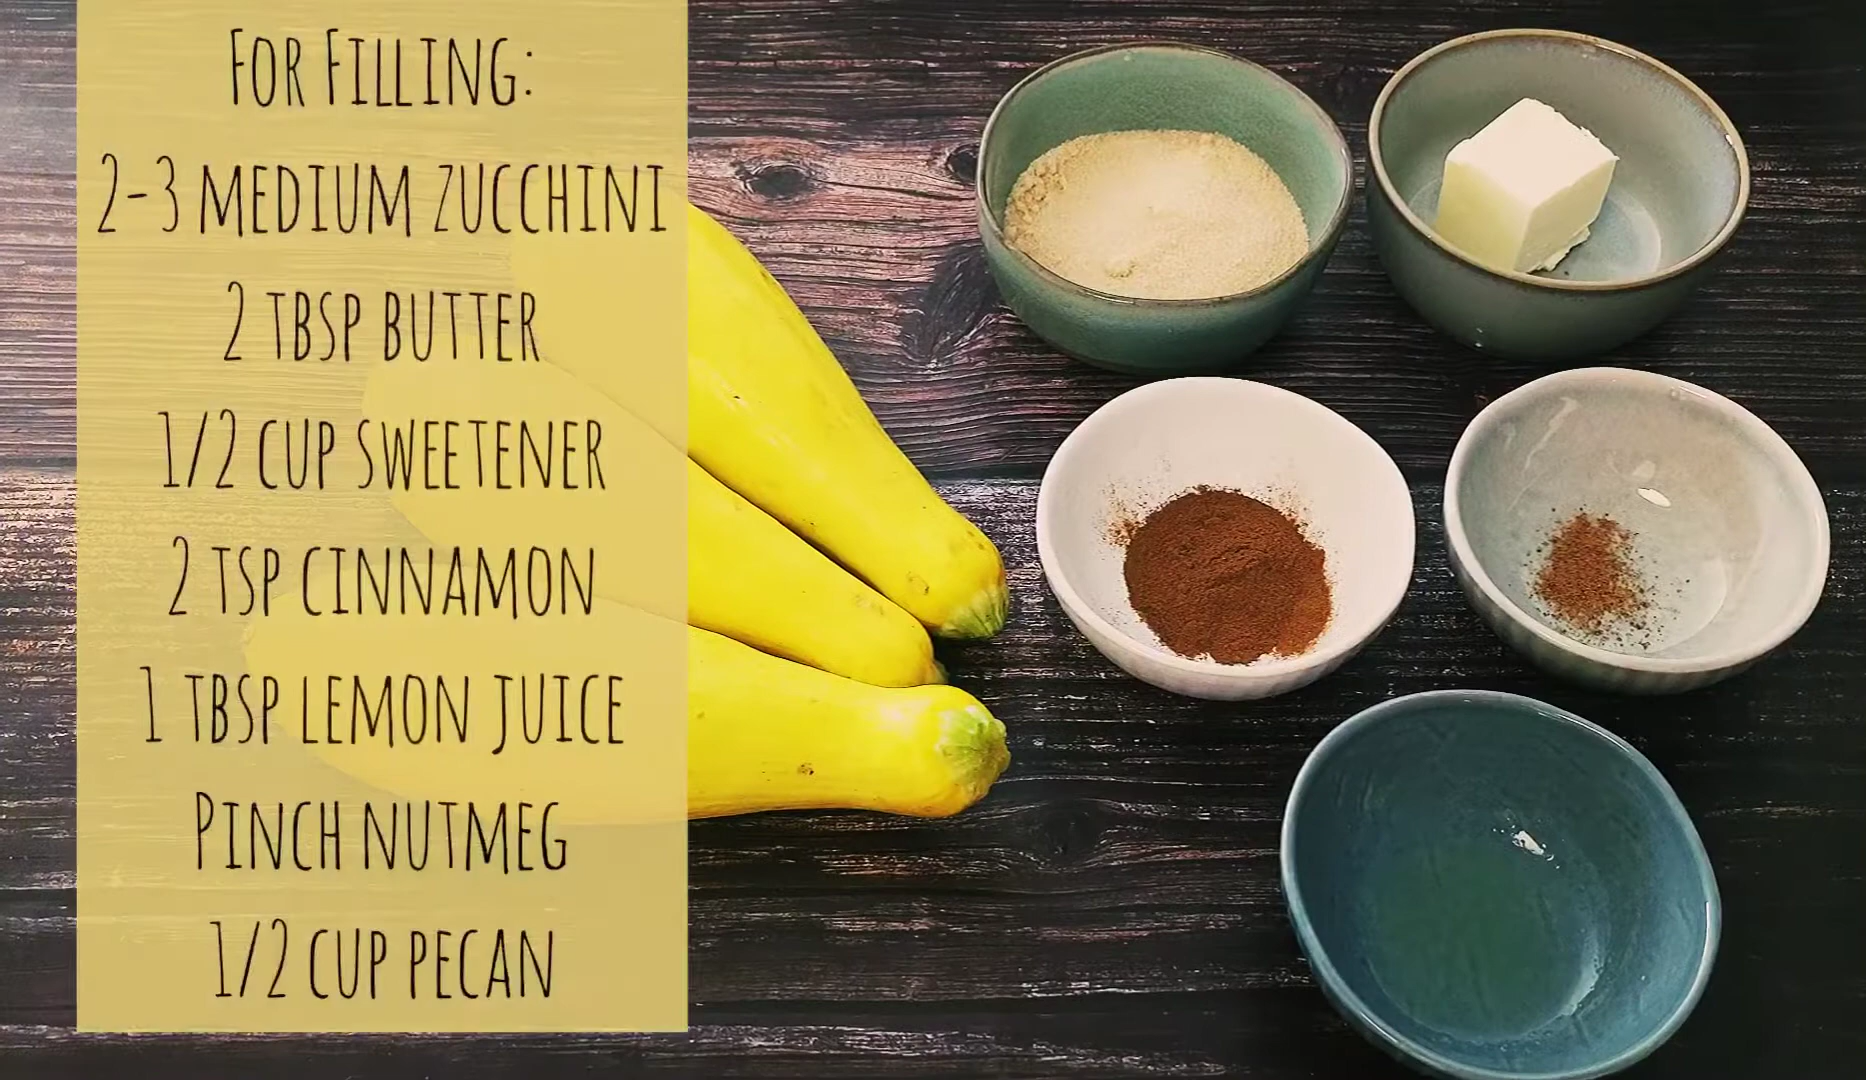 For Filling:
2-3 medium zucchini
2 tbsp butter
1/2 cup sweetener
2 tsp cinnamon
1 tbsp lemon juice
Pinch nutmeg
1/2 cup pecan